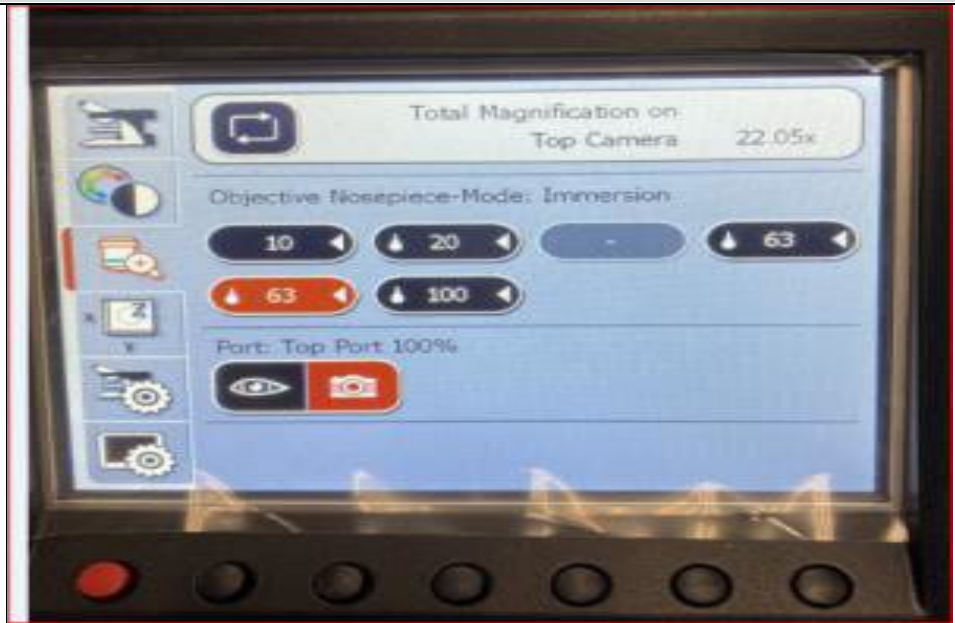 Total Magnification on
Top Camera 22.05x
Objective Nosepiece-Mode: Immersion
10 20 - 63
63 100
Port: Top Port 100%
Z
X
Y